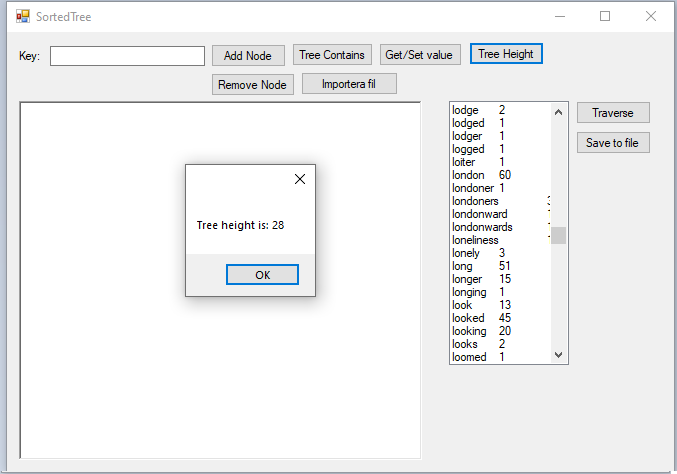 SortedTree
Key: Add Node Tree Contains Get/Set value Tree Height
Remove Node Importera fil
Tree height is: 28
OK
lodge 2
lodged 1
lodger 1
logged 1
loiter 1
london 60
londoner 1
londoners
londonward
londonwards
loneliness
lonely 3
long 51
longer 15
longing 1
look 13
looked 45
looking 20
looks 2
loomed 1
Traverse
Save to file